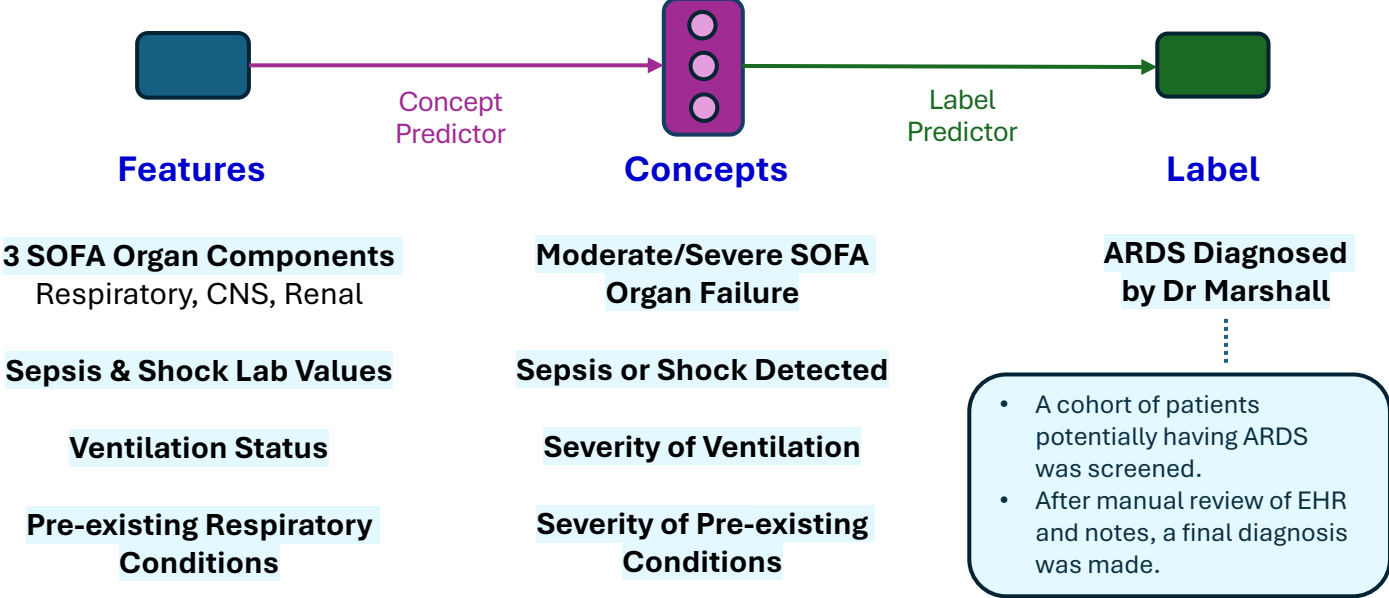 Concept
Predictor
Label
Predictor
Features
Concepts
Label
3 SOFA Organ Components
Respiratory, CNS, Renal
Sepsis & Shock Lab Values
Ventilation Status
Pre-existing Respiratory
Conditions
Moderate/Severe SOFA
Organ Failure
Sepsis or Shock Detected
Severity of Ventilation
Severity of Pre-existing
Conditions
ARDS Diagnosed
by Dr Marshall
• A cohort of patients
potentially having ARDS
was screened.
• After manual review of EHR
and notes, a final diagnosis
was made.